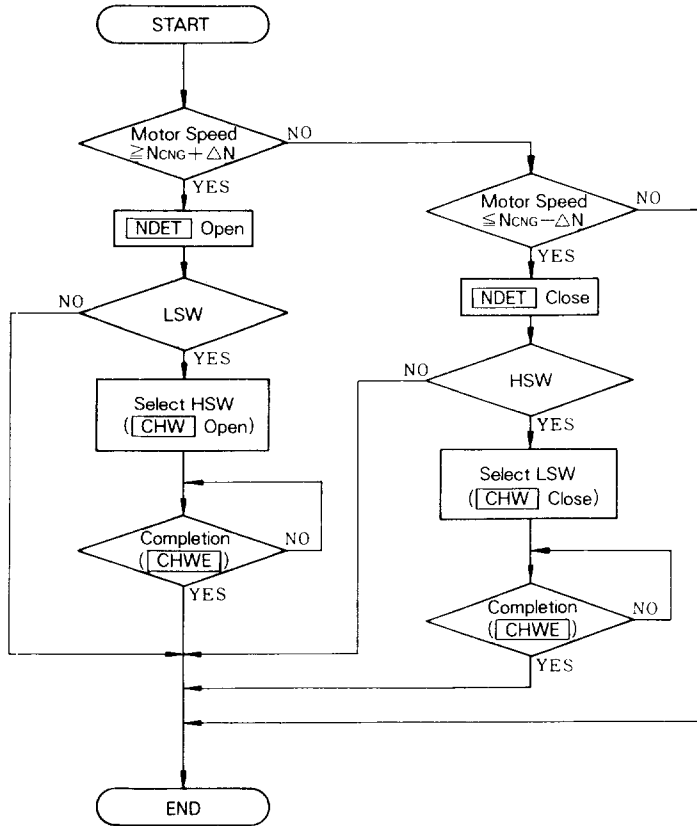 START
Motor Speed
≧NCNG+△N
NO
YES
NDET Open
NO
LSW
YES
Select HSW
(CHW Open)
Completion
(CHWE)
NO
YES
Motor Speed
≦NCNG−△N
NO
YES
NDET Close
NO
HSW
YES
Select LSW
(CHW Close)
Completion
(CHWE)
NO
YES
END